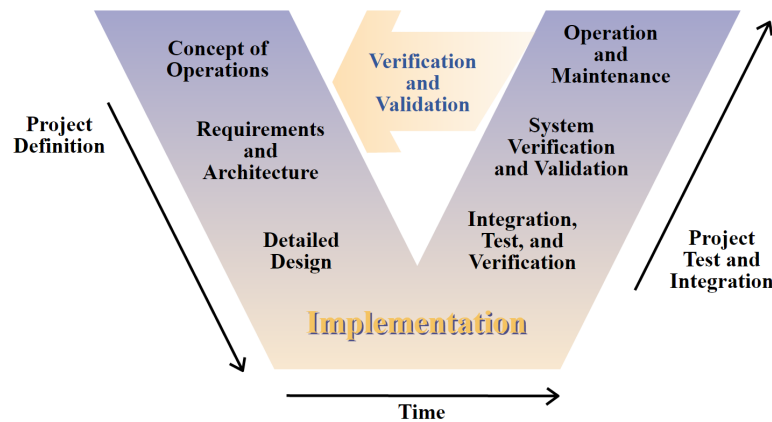 Concept of
Operations
Verification
and
Validation
Operation
and
Maintenance
Project
Definition
Requirements
and
Architecture
System
Verification
and Validation
Detailed
Design
Integration,
Test, and
Verification
Project
Test and
Integration
Implementation
Time